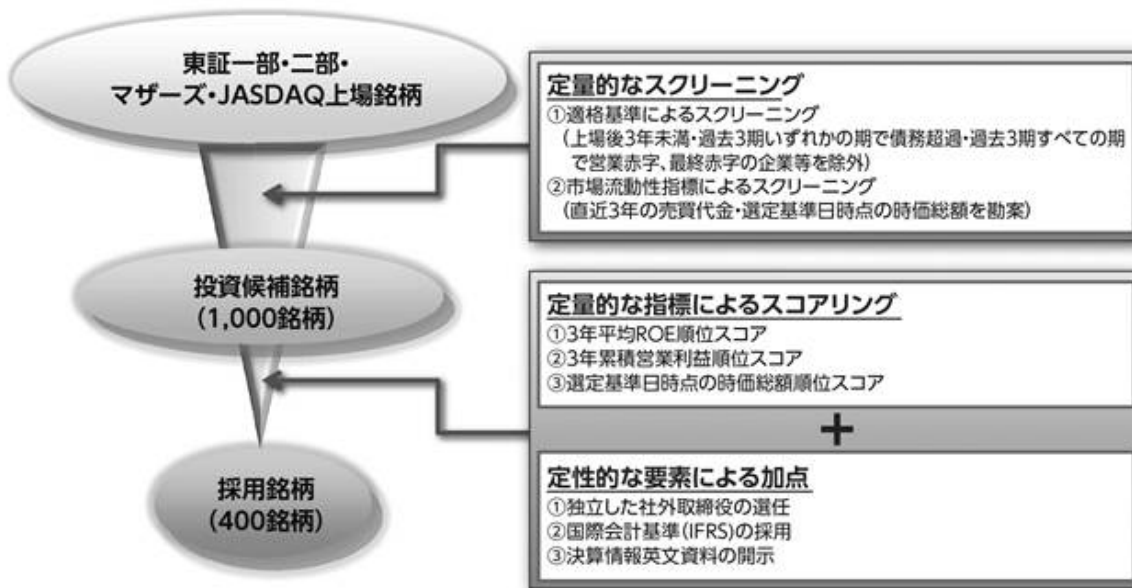 東証一部・二部・
マザーズ・JASDAQ上場銘柄
定量的なスクリーニング
①適格基準によるスクリーニング
(上場後3年未満・過去3期いずれかの期で債務超過・過去3期すべての期
で営業赤字、最終赤字の企業等を除外)
②市場流動性指標によるスクリーニング
(直近3年の売買代金・選定基準日時点の時価総額を勘案)
投資候補銘柄
(1,000銘柄)
定量的な指標によるスコアリング
①3年平均ROE順位スコア
②3年累積営業利益順位スコア
③選定基準日時点の時価総額順位スコア
+
定性的な要素による加点
①独立した社外取締役の選任
②国際会計基準(IFRS)の採用
③決算情報英文資料の開示
採用銘柄
(400銘柄)